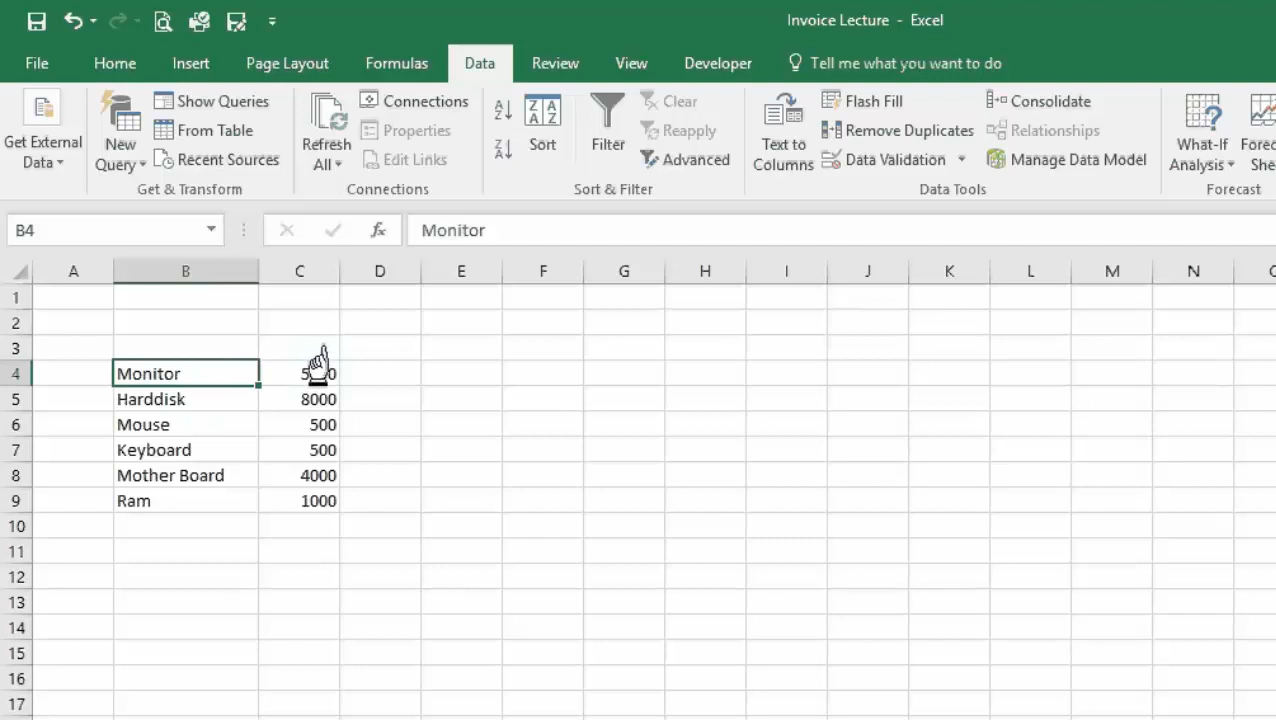 Invoice Lecture - Excel
File Home Insert Page Layout Formulas Data Review View Developer Tell me what you want to do
Get External Data
New Query
Show Queries
From Table
Recent Sources
Get & Transform
Refresh All
Connections
Properties
Edit Links
Connections
Sort
Filter
Clear
Reapply
Advanced
Sort & Filter
Text to Columns
Flash Fill
Remove Duplicates
Data Validation
Consolidate
Relationships
Manage Data Model
Data Tools
What-If Analysis
Forecast
B4 fx Monitor
A B C D E F G H I J K L M N
1
2
3
4 Monitor
5 Harddisk 8000
6 Mouse 500
7 Keyboard 500
8 Mother Board 4000
9 Ram 1000
10
11
12
13
14
15
16
17